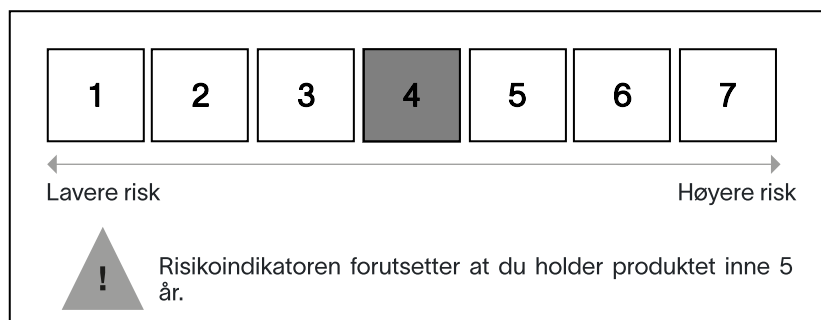 1 2 3 4 5 6 7
Lavere risk Høyere risk
! Risikoindikatoren forutsetter at du holder produktet inne 5
år.